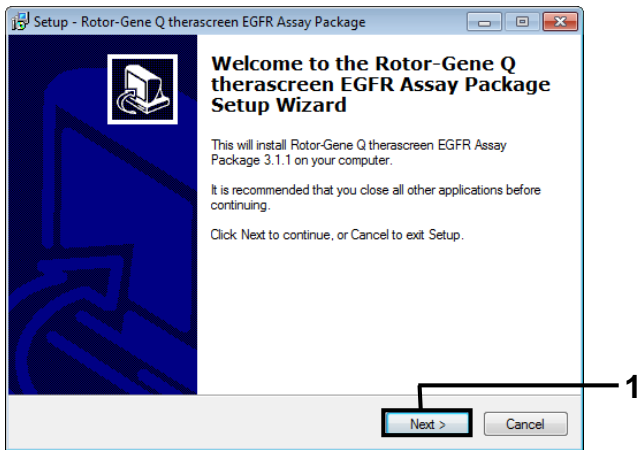 Setup - Rotor-Gene Q therascreen EGFR Assay Package
Welcome to the Rotor-Gene Q
therascreen EGFR Assay Package
Setup Wizard
This will install Rotor-Gene Q therascreen EGFR Assay
Package 3.1.1 on your computer.
It is recommended that you close all other applications before
continuing.
Click Next to continue, or Cancel to exit Setup.
1
Next > Cancel